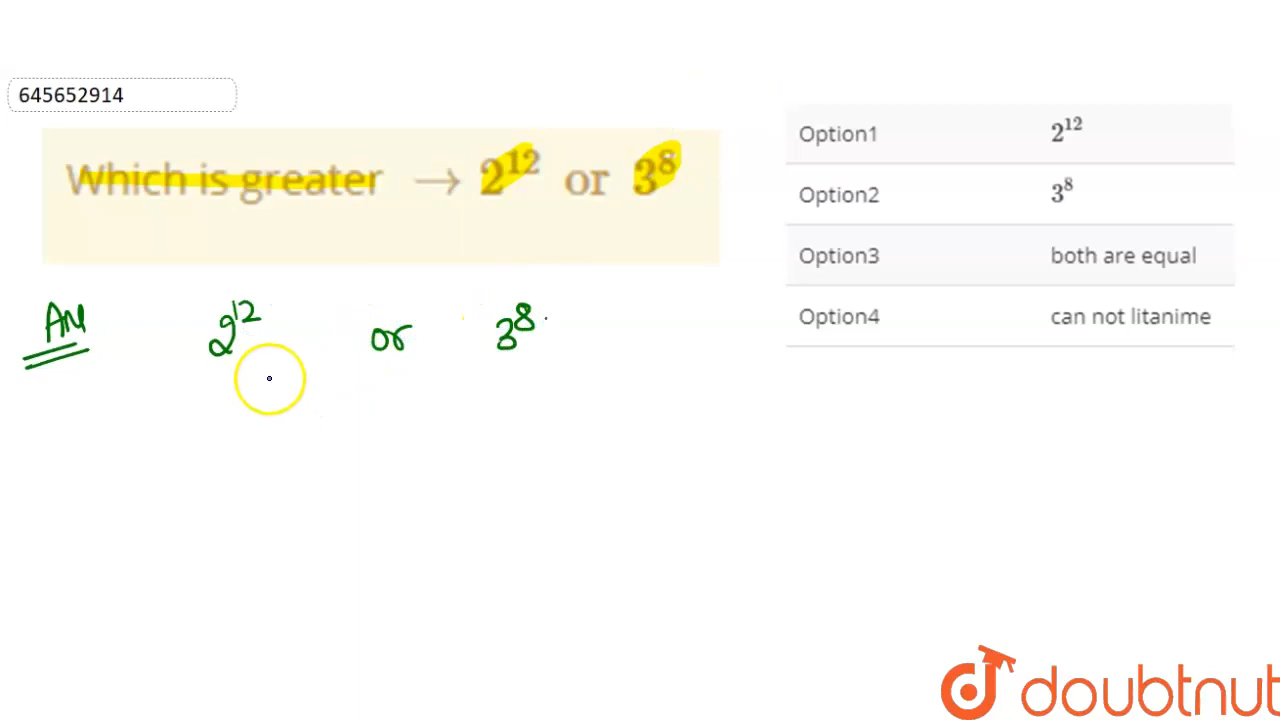 645652914
Which is greater → 2¹² or 3⁸
Option1 2¹²
Option2 3⁸
Option3 both are equal
Option4 can not litanime
2¹² or 3⁸
doubtnut